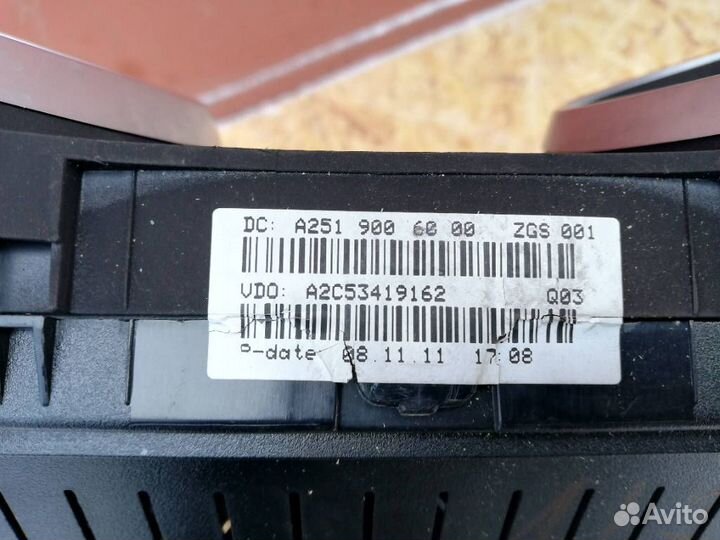 DC: A251 900 60 00 ZGS 001
VDO: A2C53419162 Q03
P-date 08.11.11 17:08
Avito